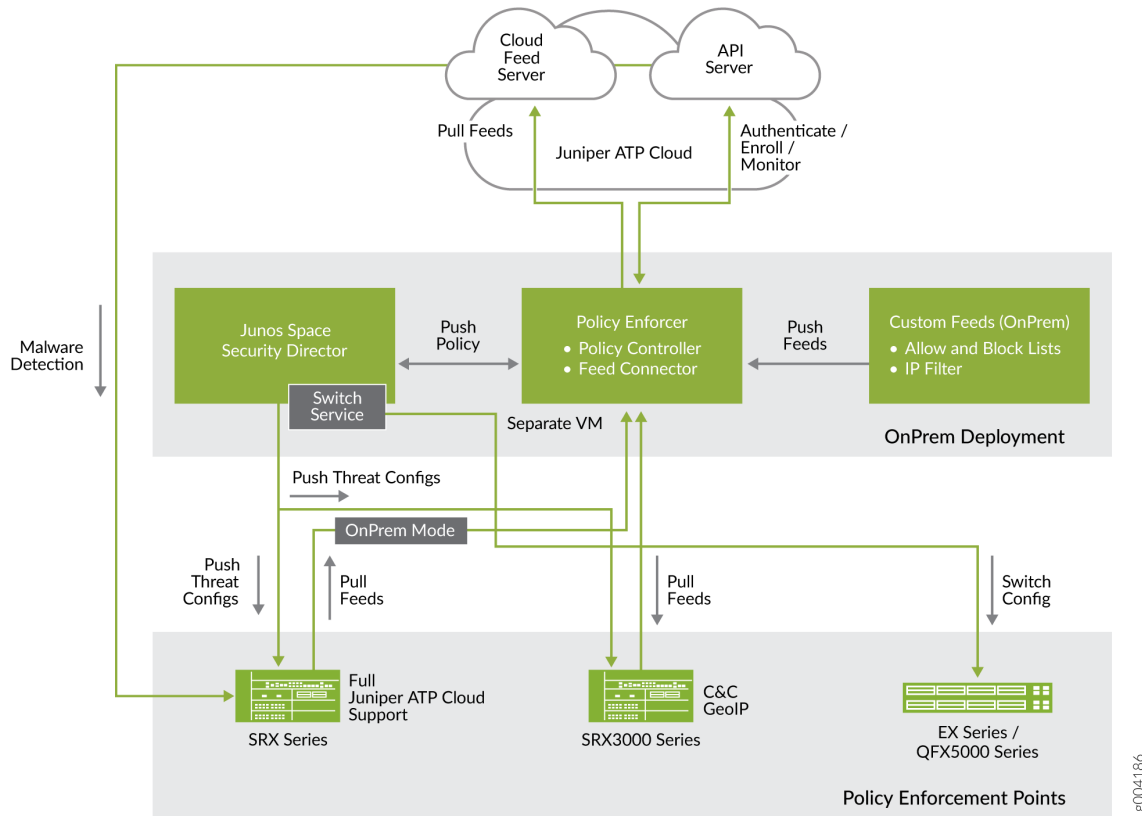 Cloud
Feed
Server
API
Server
Pull Feeds
Juniper ATP Cloud
Authenticate /
Enroll /
Monitor
Malware
Detection
Junos Space
Security Director
Switch
Service
Push
Policy
Policy Enforcer
• Policy Controller
• Feed Connector
Separate VM
Push
Feeds
Custom Feeds (OnPrem)
• Allow and Block Lists
• IP Filter
OnPrem Deployment
Push Threat Configs
OnPrem Mode
Push
Threat
Configs
Pull
Feeds
Pull
Feeds
Switch
Config
Full
Juniper ATP Cloud
Support
SRX Series
C&C
GeoIP
SRX3000 Series
EX Series /
QFX5000 Series
Policy Enforcement Points
g004186